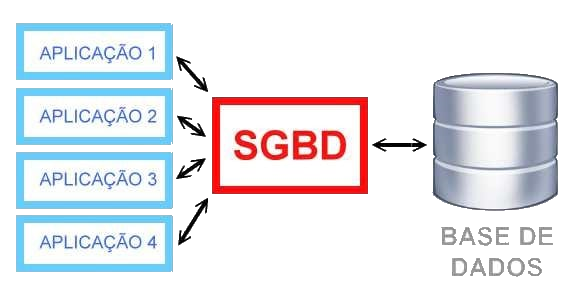 APLICAÇÃO 1
APLICAÇÃO 2
APLICAÇÃO 3
APLICAÇÃO 4
SGBD
BASE DE
DADOS